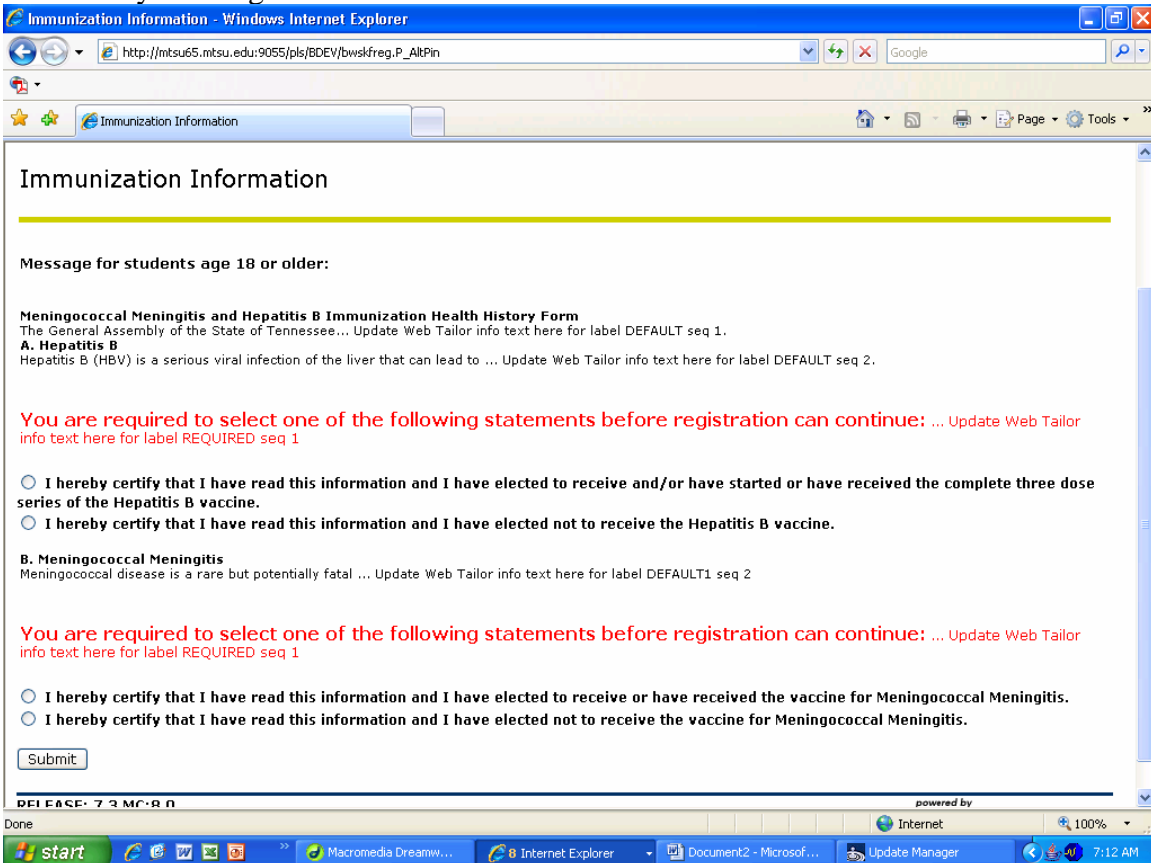 Immunization Information - Windows Internet Explorer
http://mtsu65.mtsu.edu:9055/pls/BDEV/bwskfreg.P_AltPin
Google
Immunization Information
Page
Tools
Immunization Information
Message for students age 18 or older:
Meningococcal Meningitis and Hepatitis B Immunization Health History Form
The General Assembly of the State of Tennessee... Update Web Tailor info text here for label DEFAULT seq 1.
A. Hepatitis B
Hepatitis B (HBV) is a serious viral infection of the liver that can lead to ... Update Web Tailor info text here for label DEFAULT seq 2.
You are required to select one of the following statements before registration can continue: ... Update Web Tailor
info text here for label REQUIRED seq 1
I hereby certify that I have read this information and I have elected to receive and/or have started or have received the complete three dose
series of the Hepatitis B vaccine.
I hereby certify that I have read this information and I have elected not to receive the Hepatitis B vaccine.
B. Meningococcal Meningitis
Meningococcal disease is a rare but potentially fatal ... Update Web Tailor info text here for label DEFAULT1 seq 2
You are required to select one of the following statements before registration can continue: ... Update Web Tailor
info text here for label REQUIRED seq 1
I hereby certify that I have read this information and I have elected to receive or have received the vaccine for Meningococcal Meningitis.
I hereby certify that I have read this information and I have elected not to receive the vaccine for Meningococcal Meningitis.
Submit
RELEASE: 7.3 MC:8.0
powered by
Done
Internet
100%
start
Macromedia Dreamw...
8 Internet Explorer
Document2 - Microsof...
Update Manager
7:12 AM